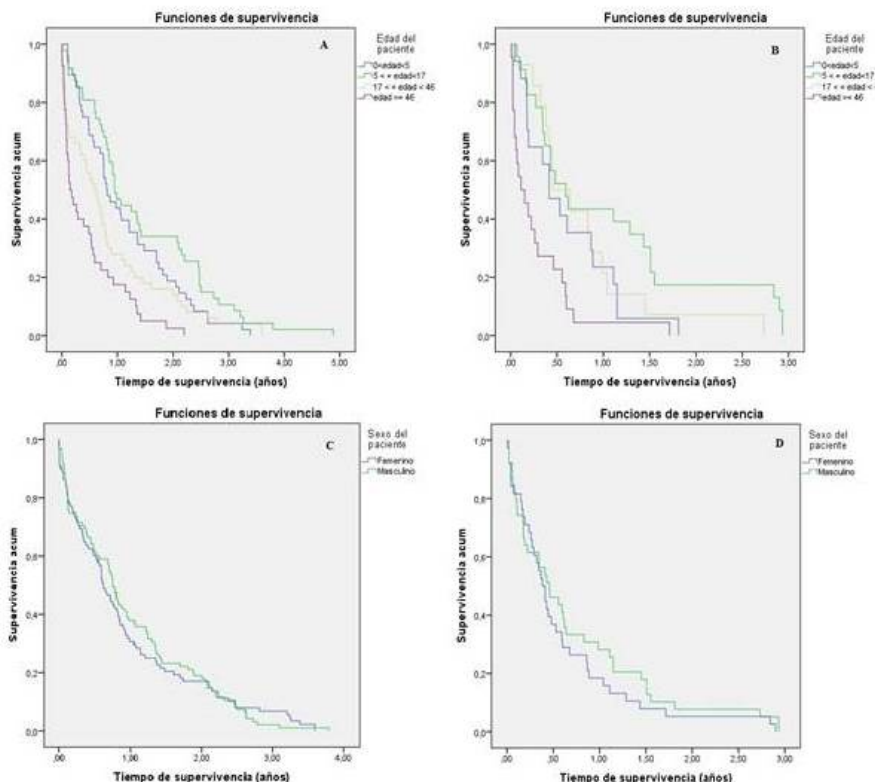 Funciones de supervivencia
A
Edad del
paciente
0<edad<5
5 < = edad<17
17 < = edad < 46
edad >= 46
Supervivencia acum
1,0
0,8
0,6
0,4
0,2
0,0
,00
1,00
2,00
3,00
4,00
5,00
Tiempo de supervivencia (años)
Funciones de supervivencia
B
Edad del
paciente
0<edad<5
5 < = edad<17
17 < = edad <
edad >= 46
Supervivencia acum
1,0
0,8
0,6
0,4
0,2
0,0
,00
,50
1,00
1,50
2,00
2,50
3,00
Tiempo de supervivencia (años)
Funciones de supervivencia
C
Sexo del
paciente
Femenino
Masculino
Supervivencia acum
1,0
0,8
0,6
0,4
0,2
0,0
,00
1,00
2,00
3,00
4,00
Tiempo de supervivencia (años)
Funciones de supervivencia
D
Sexo del
paciente
Femenino
Masculino
Supervivencia acum
1,0
0,8
0,6
0,4
0,2
0,0
,00
,50
1,00
1,50
2,00
2,50
3,00
Tiempo de supervivencia (años)